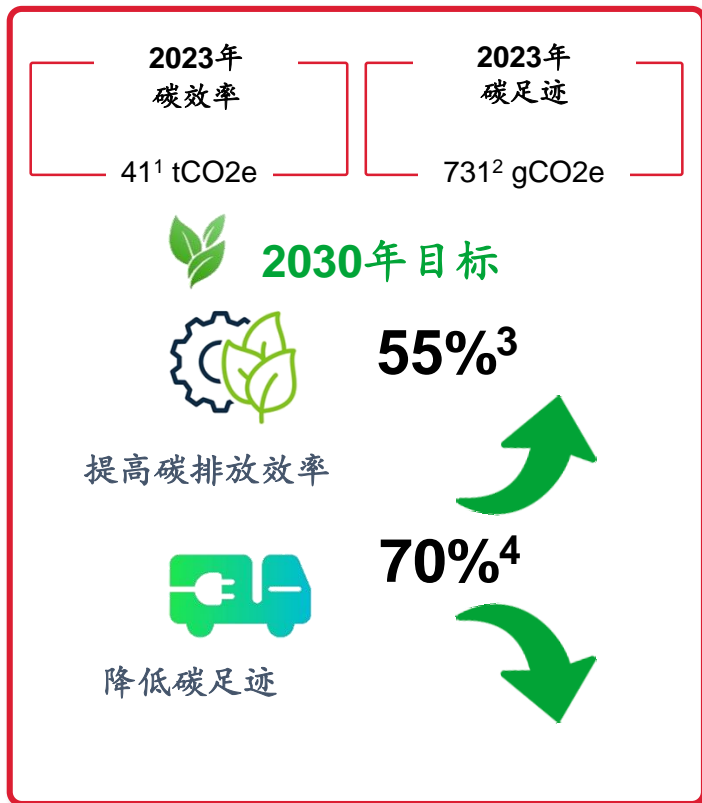 2023年
碳效率
41¹ tCO2e
2023年
碳足迹
731² gCO2e
2030年目标
55%³
提高碳排放效率
70%⁴
降低碳足迹